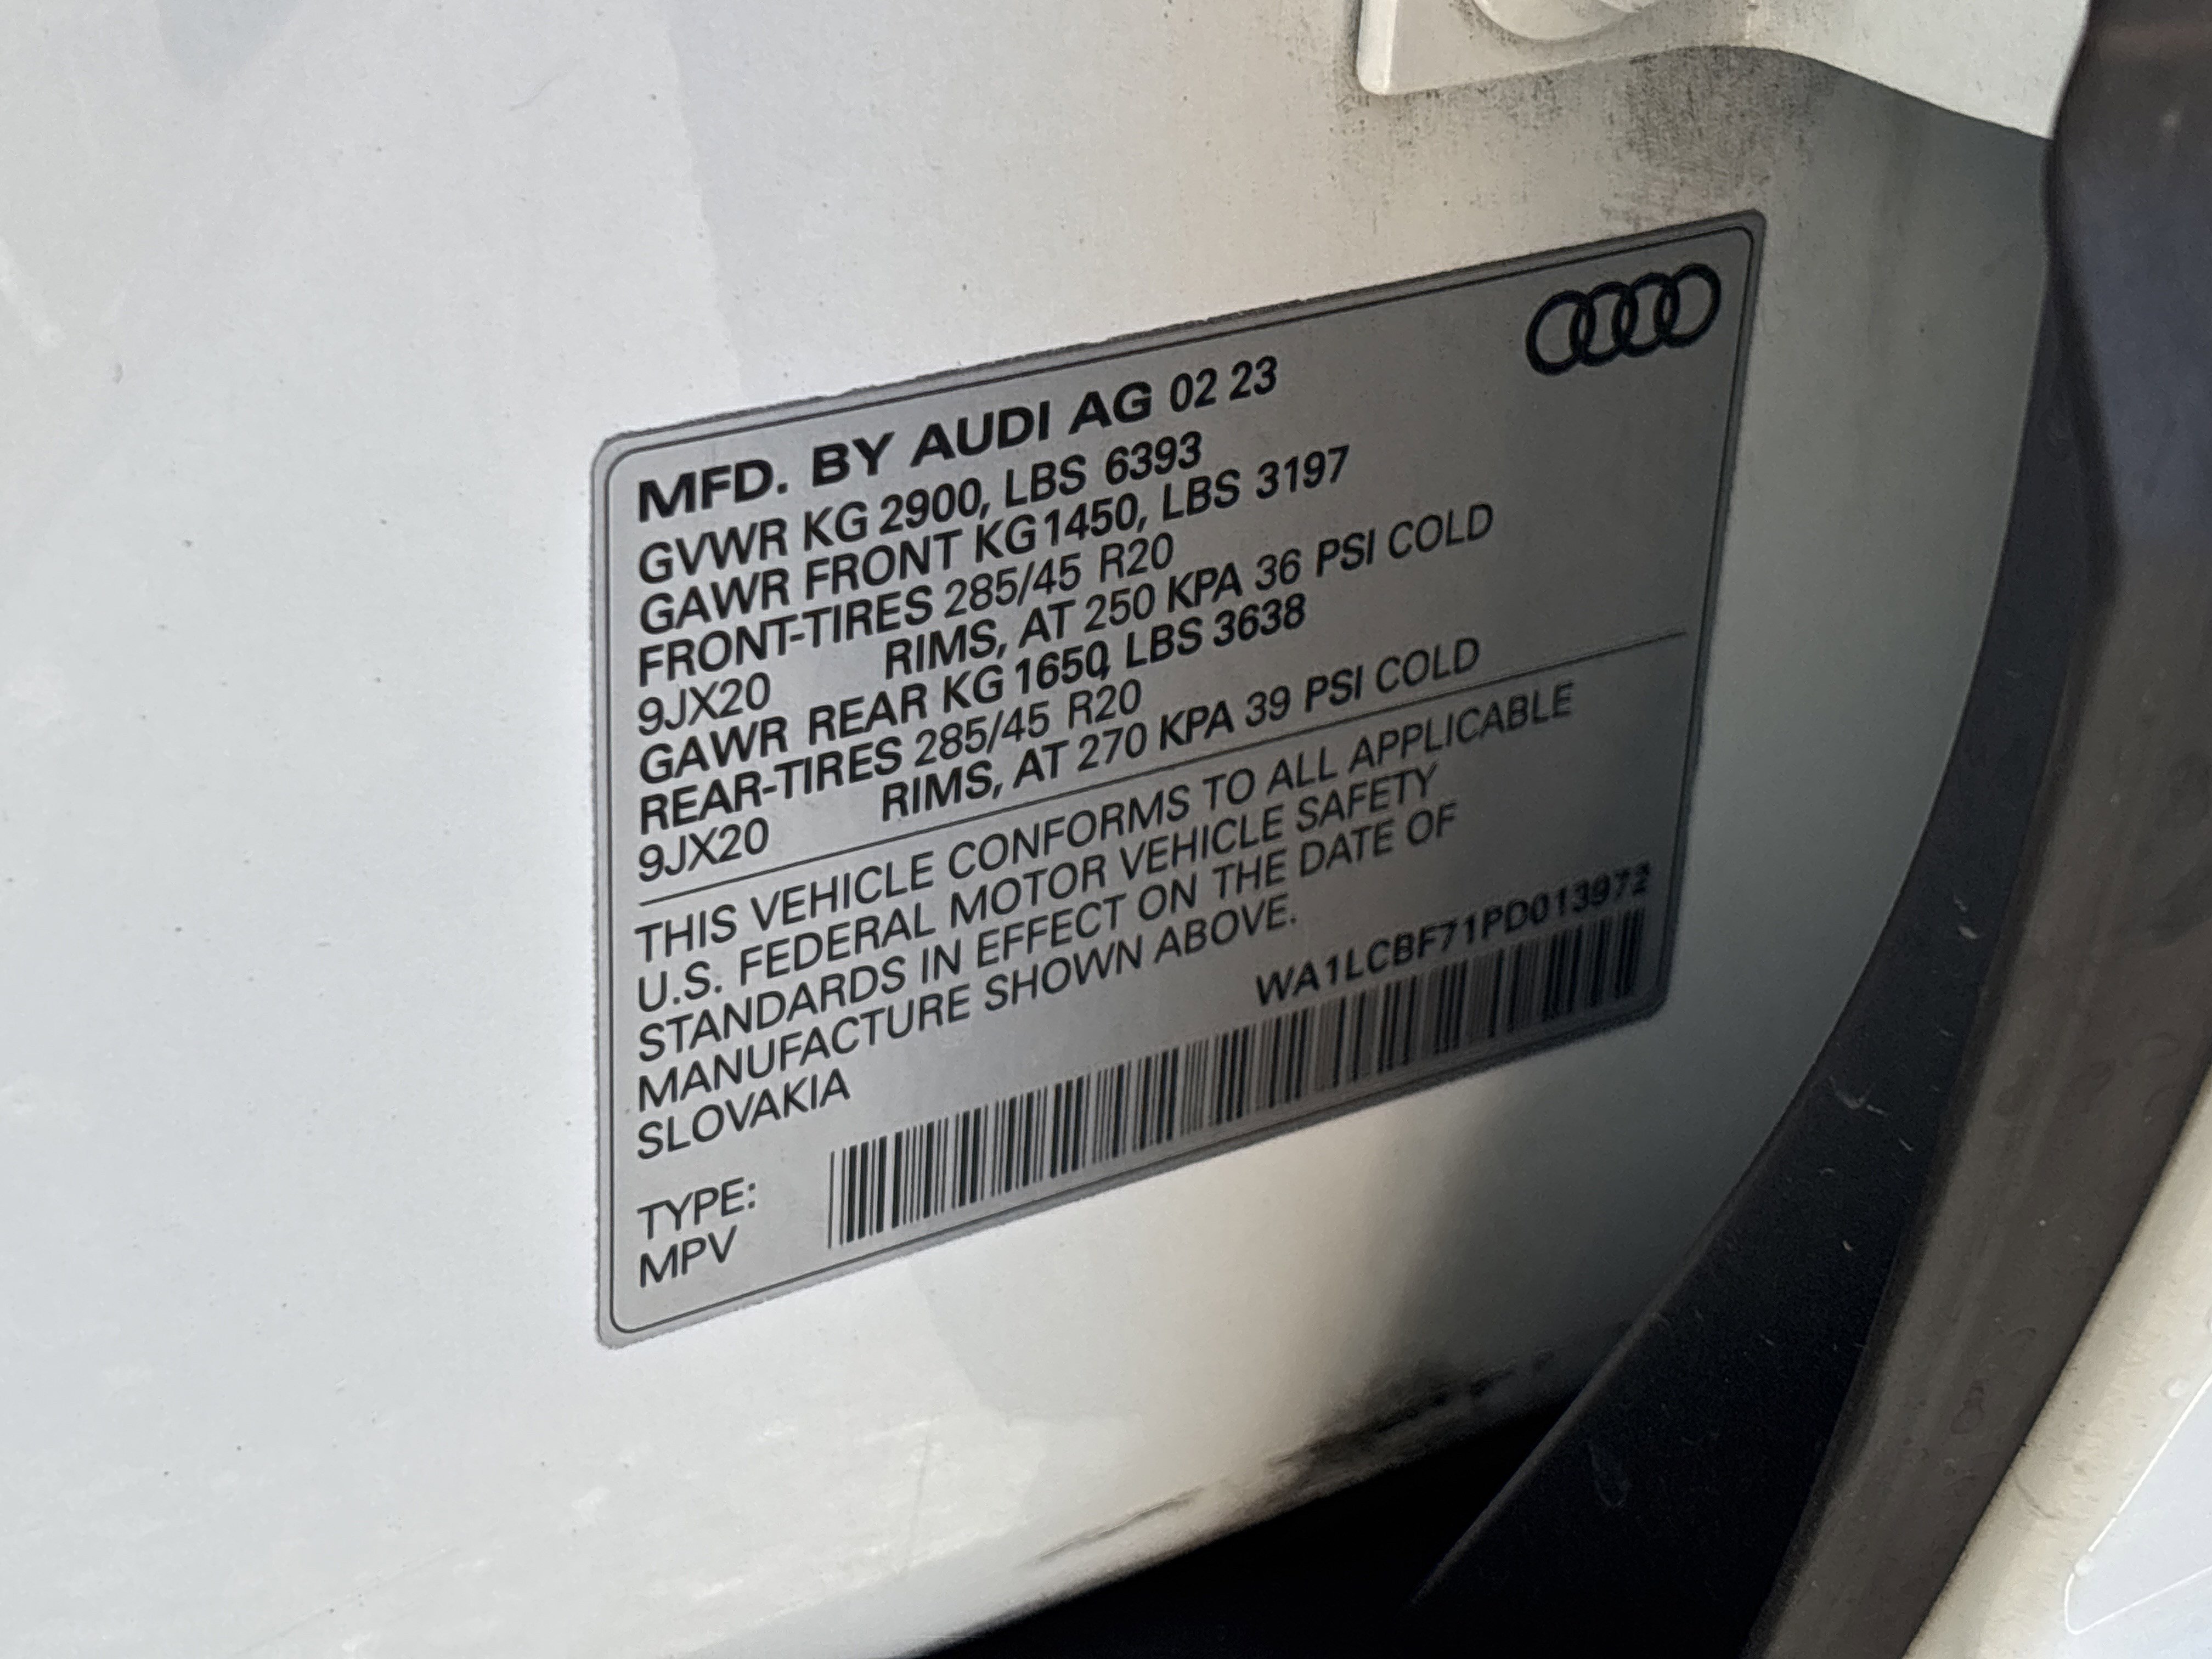 MFD. BY AUDI AG 02 23
GVWR KG 2900, LBS 6393
GAWR FRONT KG 1450, LBS 3197
FRONT-TIRES 285/45 R20
9JX20 RIMS, AT 250 KPA 36 PSI COLD
GAWR REAR KG 1650, LBS 3638
REAR-TIRES 285/45 R20
9JX20 RIMS, AT 270 KPA 39 PSI COLD
THIS VEHICLE CONFORMS TO ALL APPLICABLE
U.S. FEDERAL MOTOR VEHICLE SAFETY
STANDARDS IN EFFECT ON THE DATE OF
MANUFACTURE SHOWN ABOVE.
SLOVAKIA
WA1LCBF71PD013972
TYPE:
MPV